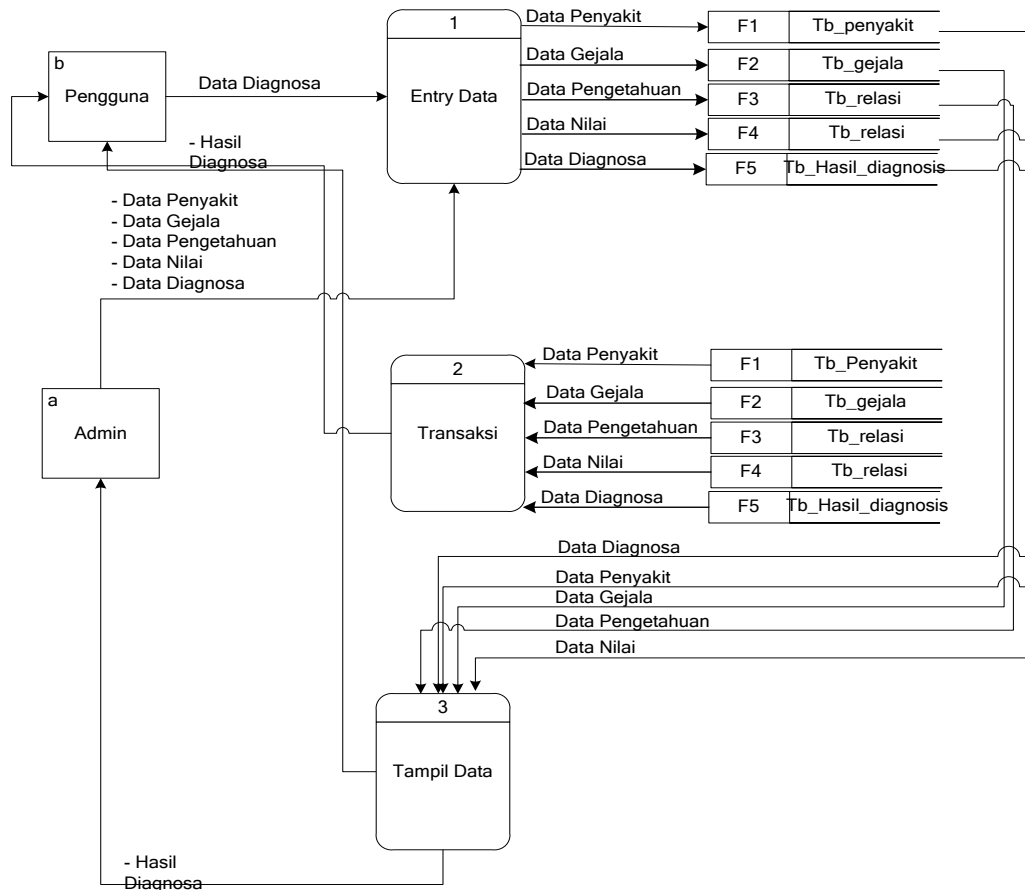 1
Entry Data
b
Pengguna
Data Diagnosa
Data Penyakit
Data Gejala
Data Pengetahuan
Data Nilai
Data Diagnosa
F1 Tb_penyakit
F2 Tb_gejala
F3 Tb_relasi
F4 Tb_relasi
F5 Tb_Hasil_diagnosis
- Hasil
Diagnosa
- Data Penyakit
- Data Gejala
- Data Pengetahuan
- Data Nilai
- Data Diagnosa
a
Admin
2
Transaksi
Data Penyakit
Data Gejala
Data Pengetahuan
Data Nilai
Data Diagnosa
F1 Tb_Penyakit
F2 Tb_gejala
F3 Tb_relasi
F4 Tb_relasi
F5 Tb_Hasil_diagnosis
Data Diagnosa
Data Penyakit
Data Gejala
Data Pengetahuan
Data Nilai
3
Tampil Data
- Hasil
Diagnosa